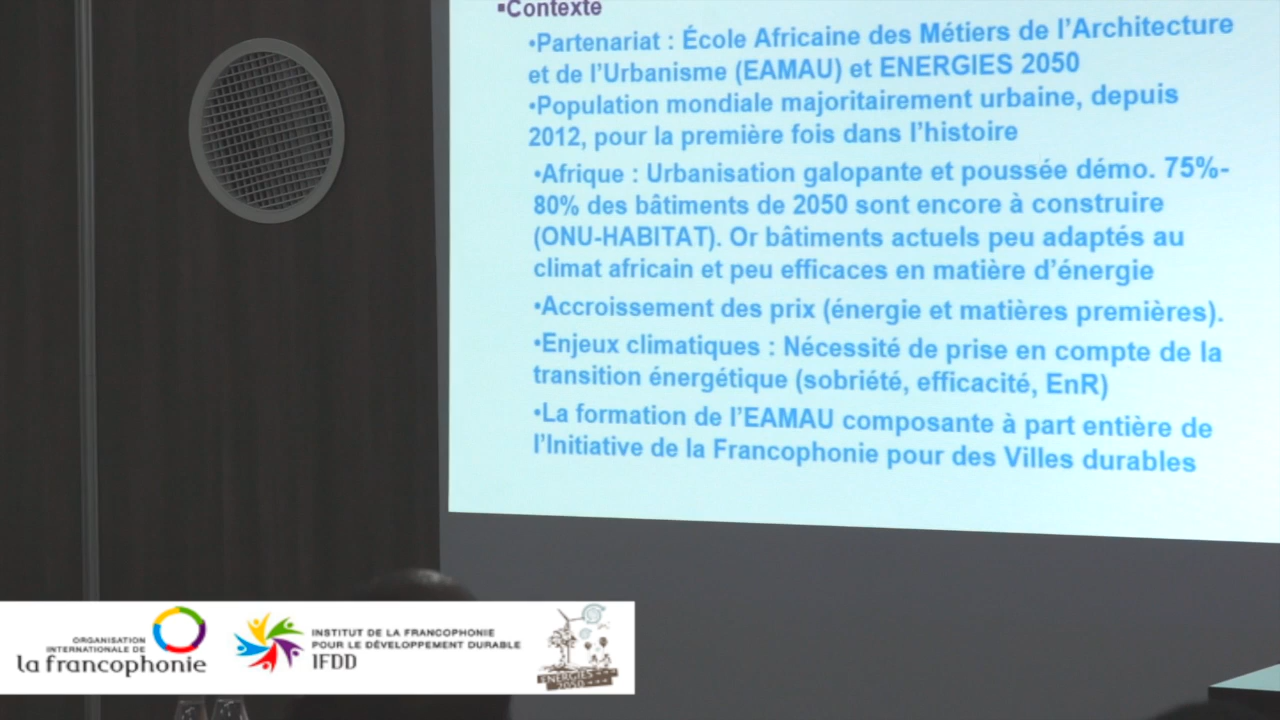 ▪Contexte
•Partenariat : École Africaine des Métiers de l’Architecture
et de l’Urbanisme (EAMAU) et ENERGIES 2050
•Population mondiale majoritairement urbaine, depuis
2012, pour la première fois dans l’histoire
•Afrique : Urbanisation galopante et poussée démo. 75%-
80% des bâtiments de 2050 sont encore à construire
(ONU-HABITAT). Or bâtiments actuels peu adaptés au
climat africain et peu efficaces en matière d’énergie
•Accroissement des prix (énergie et matières premières).
•Enjeux climatiques : Nécessité de prise en compte de la
transition énergétique (sobriété, efficacité, EnR)
•La formation de l’EAMAU composante à part entière de
l’Initiative de la Francophonie pour des Villes durables
ORGANISATION
INTERNATIONALE DE
la francophonie
INSTITUT DE LA FRANCOPHONIE
POUR LE DÉVELOPPEMENT DURABLE
IFDD
ENERGIES
2050